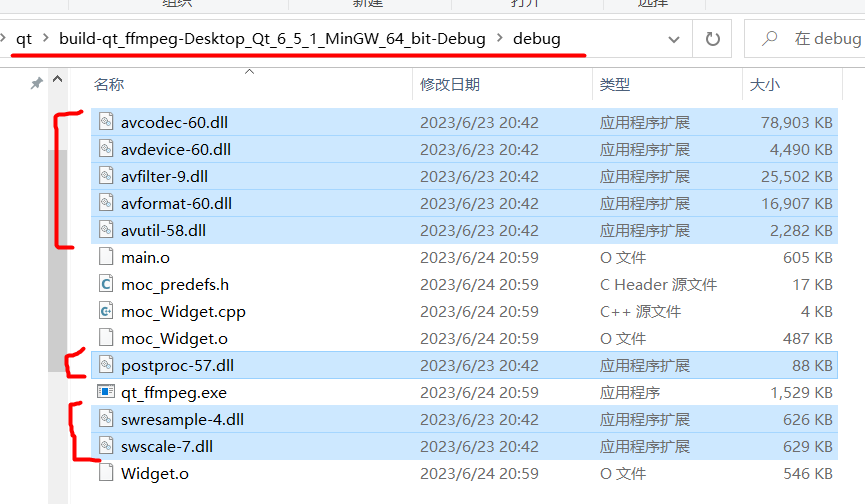 组织 新建 打开 选择
qt > build-qt_ffmpeg-Desktop_Qt_6_5_1_MinGW_64_bit-Debug > debug 在 debug
名称 修改日期 类型 大小
avcodec-60.dll 2023/6/23 20:42 应用程序扩展 78,903 KB
avdevice-60.dll 2023/6/23 20:42 应用程序扩展 4,490 KB
avfilter-9.dll 2023/6/23 20:42 应用程序扩展 25,502 KB
avformat-60.dll 2023/6/23 20:42 应用程序扩展 16,907 KB
avutil-58.dll 2023/6/23 20:42 应用程序扩展 2,282 KB
main.o 2023/6/24 20:59 O 文件 605 KB
moc_predefs.h 2023/6/24 20:59 C Header 源文件 17 KB
moc_Widget.cpp 2023/6/24 20:59 C++ 源文件 4 KB
moc_Widget.o 2023/6/24 20:59 O 文件 487 KB
postproc-57.dll 2023/6/23 20:42 应用程序扩展 88 KB
qt_ffmpeg.exe 2023/6/24 20:59 应用程序 1,529 KB
swresample-4.dll 2023/6/23 20:42 应用程序扩展 626 KB
swscale-7.dll 2023/6/23 20:42 应用程序扩展 629 KB
Widget.o 2023/6/24 20:59 O 文件 546 KB